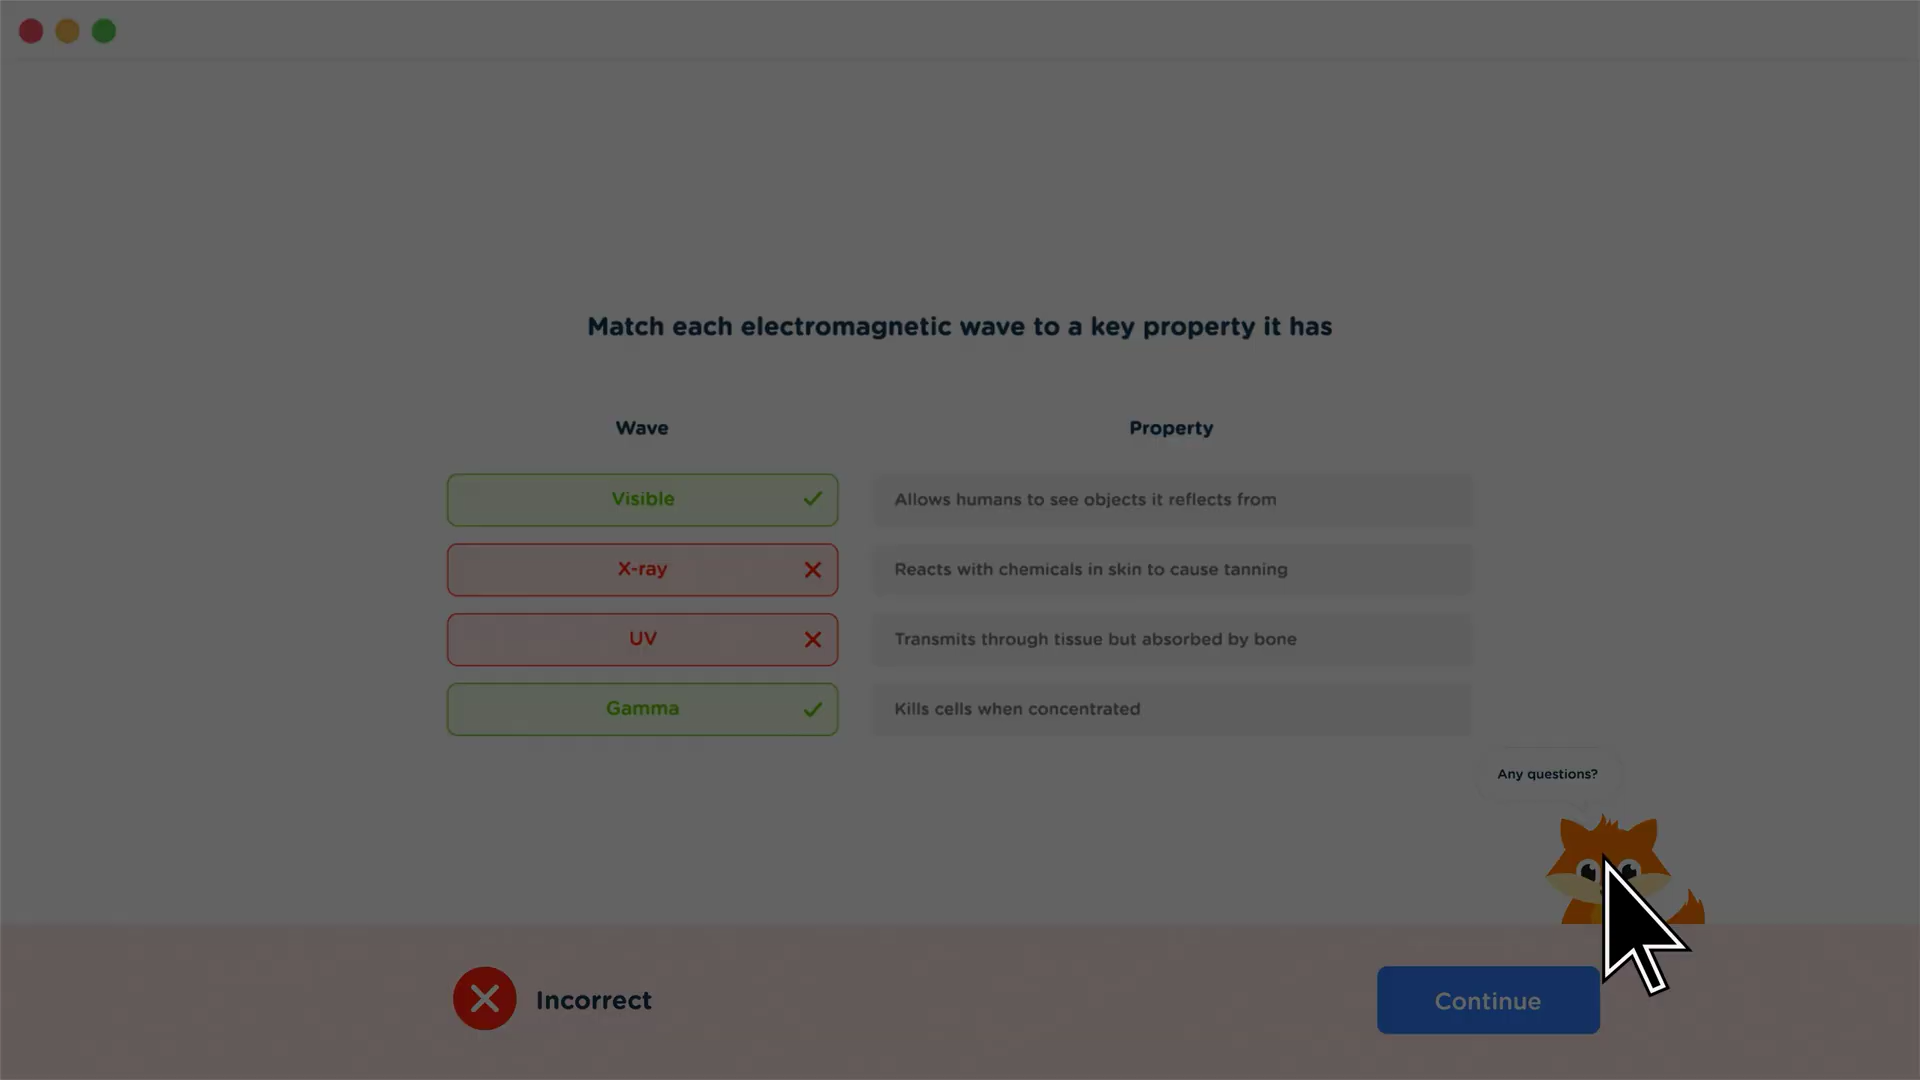 Match each electromagnetic wave to a key property it has
Wave Property
Visible Allows humans to see objects it reflects from
X-ray Reacts with chemicals in skin to cause tanning
UV Transmits through tissue but absorbed by bone
Gamma Kills cells when concentrated
Any questions?
Incorrect Continue